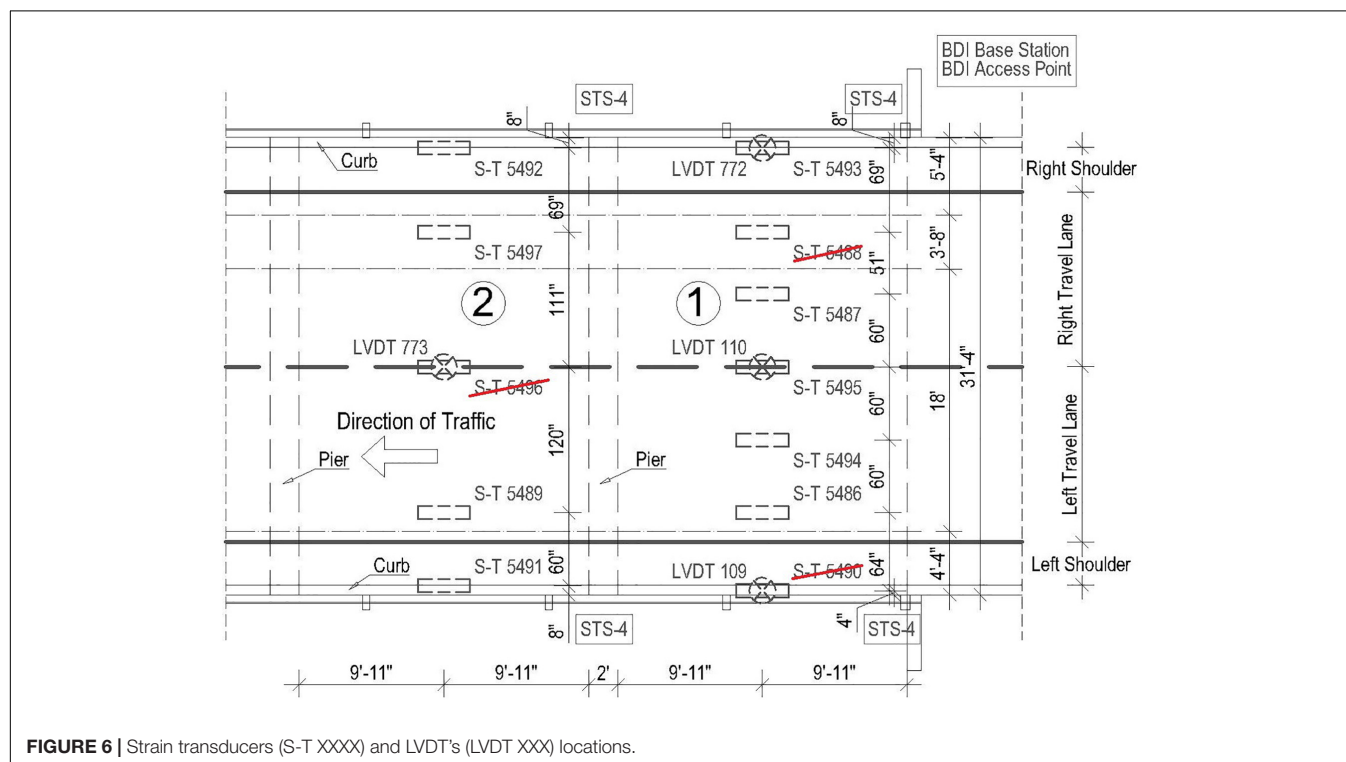 BDI Base Station
BDI Access Point
STS-4
STS-4
8"
8"
Curb
S-T 5492
LVDT 772
S-T 5493
69"
5'-4"
Right Shoulder
69"
S-T 5497
S-T 5488
51"
3'-8"
2
111"
1
S-T 5487
60"
Right Travel Lane
LVDT 773
LVDT 110
31'-4"
S-T 5496
S-T 5495
60"
18'
Direction of Traffic
120"
Pier
Pier
S-T 5494
60"
S-T 5489
S-T 5486
Left Travel Lane
Curb
S-T 5491
60"
LVDT 109
S-T 5490
64"
4'-4"
Left Shoulder
8"
STS-4
4"
STS-4
9'-11"
9'-11"
2'
9'-11"
9'-11"
FIGURE 6 | Strain transducers (S-T XXXX) and LVDT's (LVDT XXX) locations.